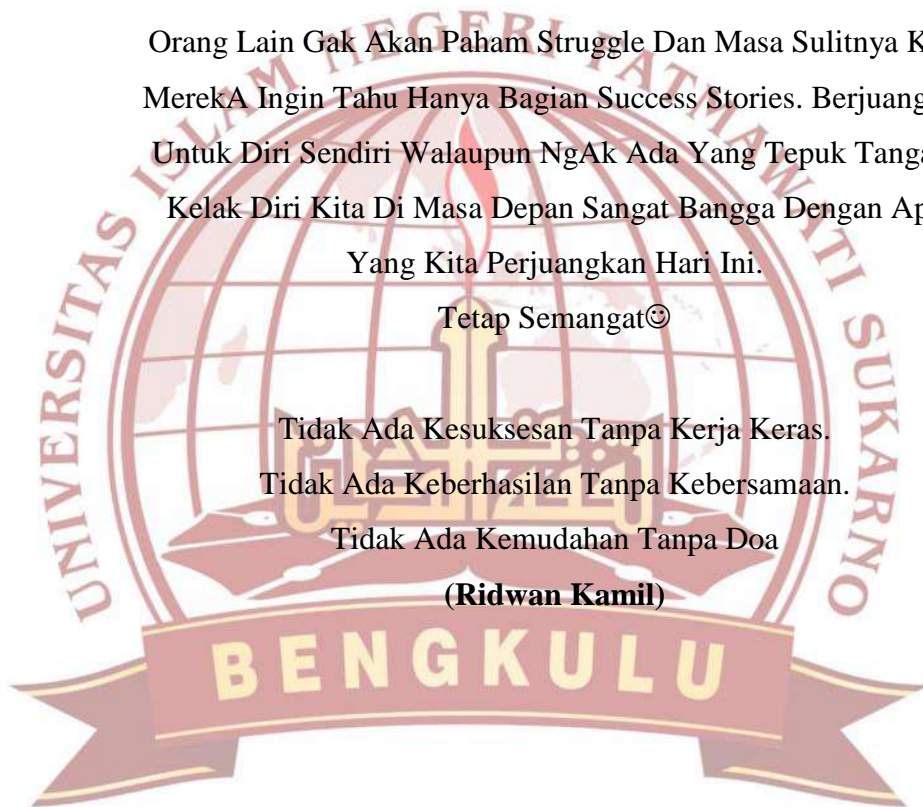 Orang Lain Gak Akan Paham Struggle Dan Masa Sulitnya
MerekA Ingin Tahu Hanya Bagian Success Stories. Berjuang
Untuk Diri Sendiri Walaupun NgAk Ada Yang Tepuk
Kelak Diri Kita Di Masa Depan Sangat Bangga Dengan
Yang Kita Perjuangkan Hari Ini.
Tetap Semangat☺
Tidak Ada Kesuksesan Tanpa Kerja Keras.
Tidak Ada Keberhasilan Tanpa Kebersamaan.
Tidak Ada Kemudahan Tanpa Doa
(Ridwan Kamil)
UNIVERSITAS ISLAM NEGERI FATMAWATI SUKARNO
BENGKULU